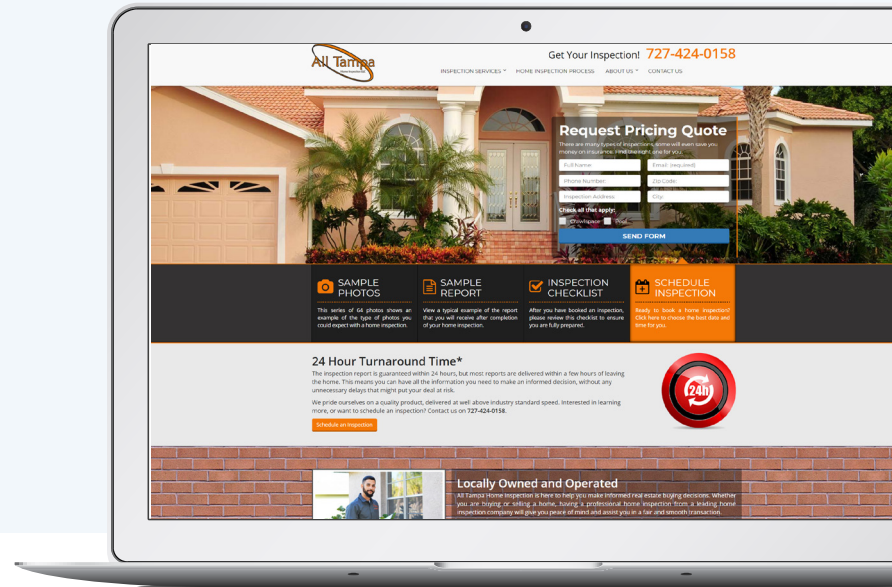 All Tampa
Get Your Inspection! 727-424-0158
INSPECTION SERVICES HOME INSPECTION PROCESS ABOUT US CONTACT US
Request Pricing Quote
There are many types of inspections, some will even save you
money on insurance. Find the right one for you.
Full Name: Email: (required)
Phone Number: Zip Code:
Inspection Address: City:
Check all that apply:
Crawlspace Pool
SEND FORM
SAMPLE
PHOTOS
This series of 64 photos shows an
example of the type of photos you
could expect with a home inspection.
SAMPLE
REPORT
View a typical example of the report
that you will receive after completion
of your home inspection.
INSPECTION
CHECKLIST
After you have booked an inspection,
please review this checklist to ensure
you are fully prepared.
SCHEDULE
INSPECTION
Ready to book a home inspection?
Click here to choose the best date and
time for you.
24 Hour Turnaround Time*
The inspection report is guaranteed within 24 hours, but most reports are delivered within a few hours of leaving
the home. This means you can have all the information you need to make an informed decision, without any
unnecessary delays that might put your deal at risk.
We pride ourselves on a quality product, delivered at well above industry standard speed. Interested in learning
more, or want to schedule an inspection? Contact us on 727-424-0158.
Schedule an Inspection
24h
Locally Owned and Operated
All Tampa Home Inspection is here to help you make informed real estate buying decisions. Whether
you are buying or selling a home, having a professional home inspection from a leading home
inspection company will give you peace of mind and assist you in a fair and smooth transaction.